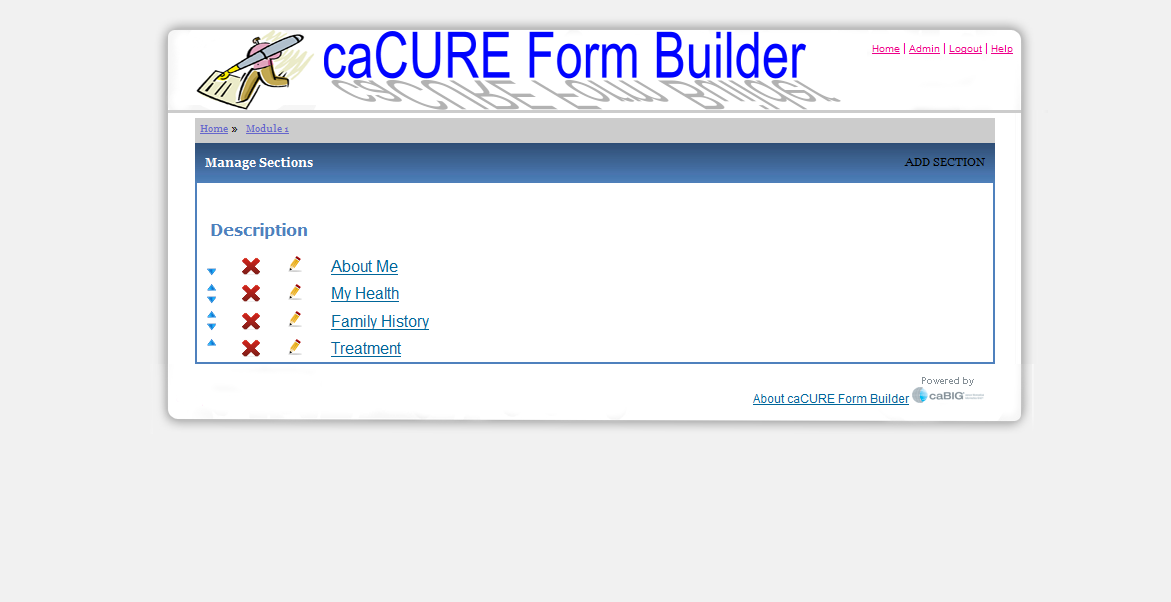 caCURE Form Builder
Home | Admin | Logout | Help
Home » Module 1
Manage Sections
ADD SECTION
Description
About Me
My Health
Family History
Treatment
Powered by
About caCURE Form Builder
caBIG